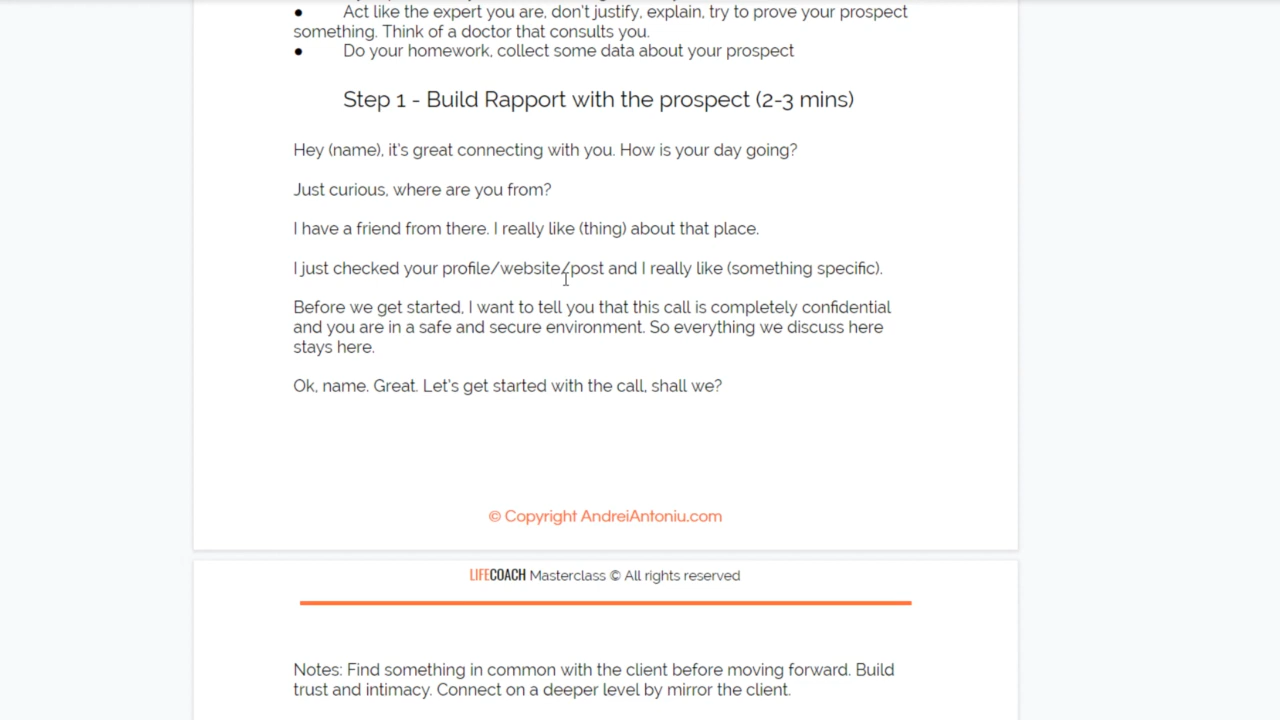 ● Act like the expert you are, don't justify, explain, try to prove your prospect
something. Think of a doctor that consults you.
● Do your homework, collect some data about your prospect
Step 1 - Build Rapport with the prospect (2-3 mins)
Hey (name), it's great connecting with you. How is your day going?
Just curious, where are you from?
I have a friend from there. I really like (thing) about that place.
I just checked your profile/website/post and I really like (something specific).
Before we get started, I want to tell you that this call is completely confidential
and you are in a safe and secure environment. So everything we discuss here
stays here.
Ok, name. Great. Let's get started with the call, shall we?
© Copyright AndreiAntoniu.com
LIFECOACH Masterclass © All rights reserved
Notes: Find something in common with the client before moving forward. Build
trust and intimacy. Connect on a deeper level by mirror the client.